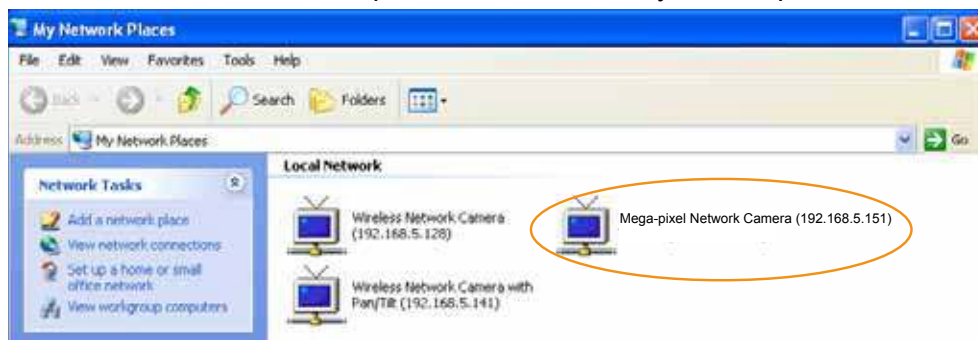 My Network Places
File Edit View Favorites Tools Help
Back Search Folders
Address My Network Places Go
Local Network
Network Tasks
Add a network place
View network connections
Set up a home or small
office network
View workgroup computers
Wireless Network Camera
(192.168.5.128)
Mega-pixel Network Camera (192.168.5.151)
Wireless Network Camera with
Pan/Tilt (192.168.5.141)